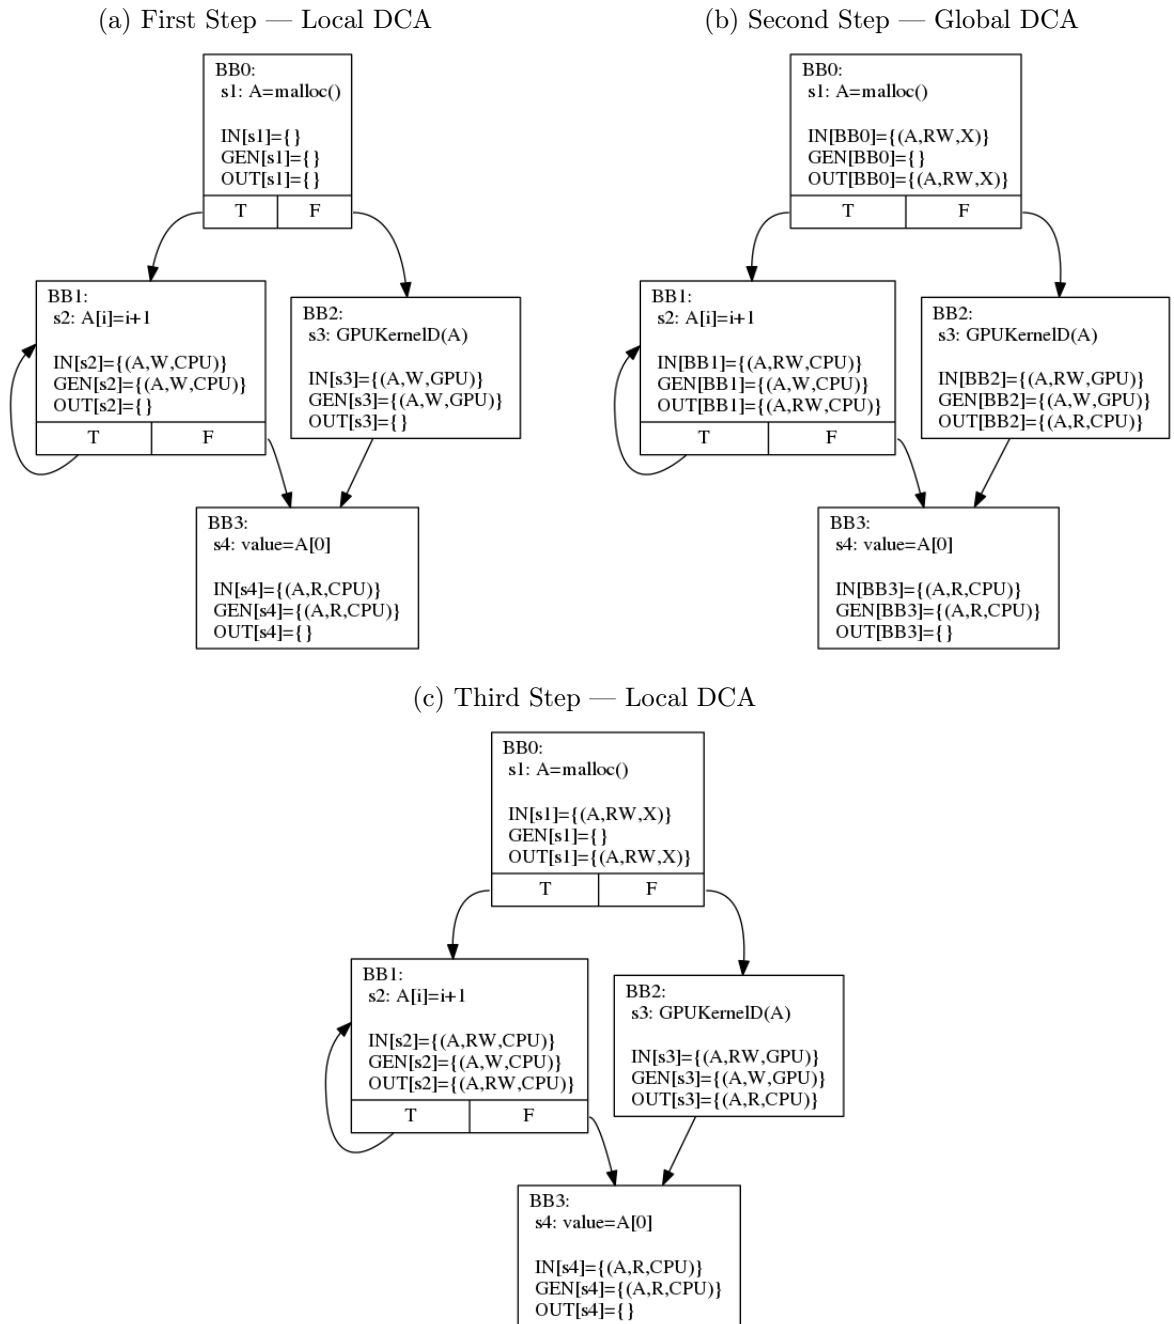 (a) First Step — Local DCA
BB0:
s1: A=malloc()
IN[s1]={}
GEN[s1]={}
OUT[s1]={}
T F
BB1:
s2: A[i]=i+1
IN[s2]={(A,W,CPU)}
GEN[s2]={(A,W,CPU)}
OUT[s2]={}
T F
BB2:
s3: GPUKernelD(A)
IN[s3]={(A,W,GPU)}
GEN[s3]={(A,W,GPU)}
OUT[s3]={}
BB3:
s4: value=A[0]
IN[s4]={(A,R,CPU)}
GEN[s4]={(A,R,CPU)}
OUT[s4]={}
(b) Second Step — Global DCA
BB0:
s1: A=malloc()
IN[BB0]={(A,RW,X)}
GEN[BB0]={}
OUT[BB0]={(A,RW,X)}
T F
BB1:
s2: A[i]=i+1
IN[BB1]={(A,RW,CPU)}
GEN[BB1]={(A,W,CPU)}
OUT[BB1]={(A,RW,CPU)}
T F
BB2:
s3: GPUKernelD(A)
IN[BB2]={(A,RW,GPU)}
GEN[BB2]={(A,W,GPU)}
OUT[BB2]={(A,R,CPU)}
BB3:
s4: value=A[0]
IN[BB3]={(A,R,CPU)}
GEN[BB3]={(A,R,CPU)}
OUT[BB3]={}
(c) Third Step — Local DCA
BB0:
s1: A=malloc()
IN[s1]={(A,RW,X)}
GEN[s1]={}
OUT[s1]={(A,RW,X)}
T F
BB1:
s2: A[i]=i+1
IN[s2]={(A,RW,CPU)}
GEN[s2]={(A,W,CPU)}
OUT[s2]={(A,RW,CPU)}
T F
BB2:
s3: GPUKernelD(A)
IN[s3]={(A,RW,GPU)}
GEN[s3]={(A,W,GPU)}
OUT[s3]={(A,R,CPU)}
BB3:
s4: value=A[0]
IN[s4]={(A,R,CPU)}
GEN[s4]={(A,R,CPU)}
OUT[s4]={}